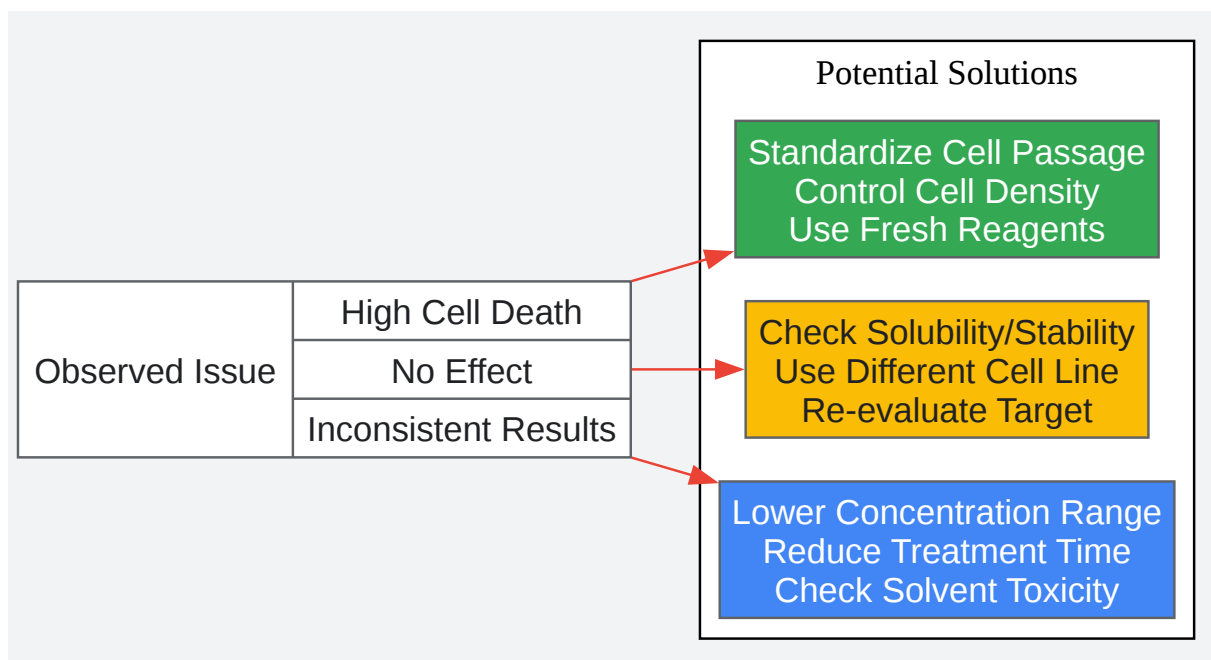 Observed Issue
High Cell Death
No Effect
Inconsistent Results
Potential Solutions
Standardize Cell Passage
Control Cell Density
Use Fresh Reagents
Check Solubility/Stability
Use Different Cell Line
Re-evaluate Target
Lower Concentration Range
Reduce Treatment Time
Check Solvent Toxicity